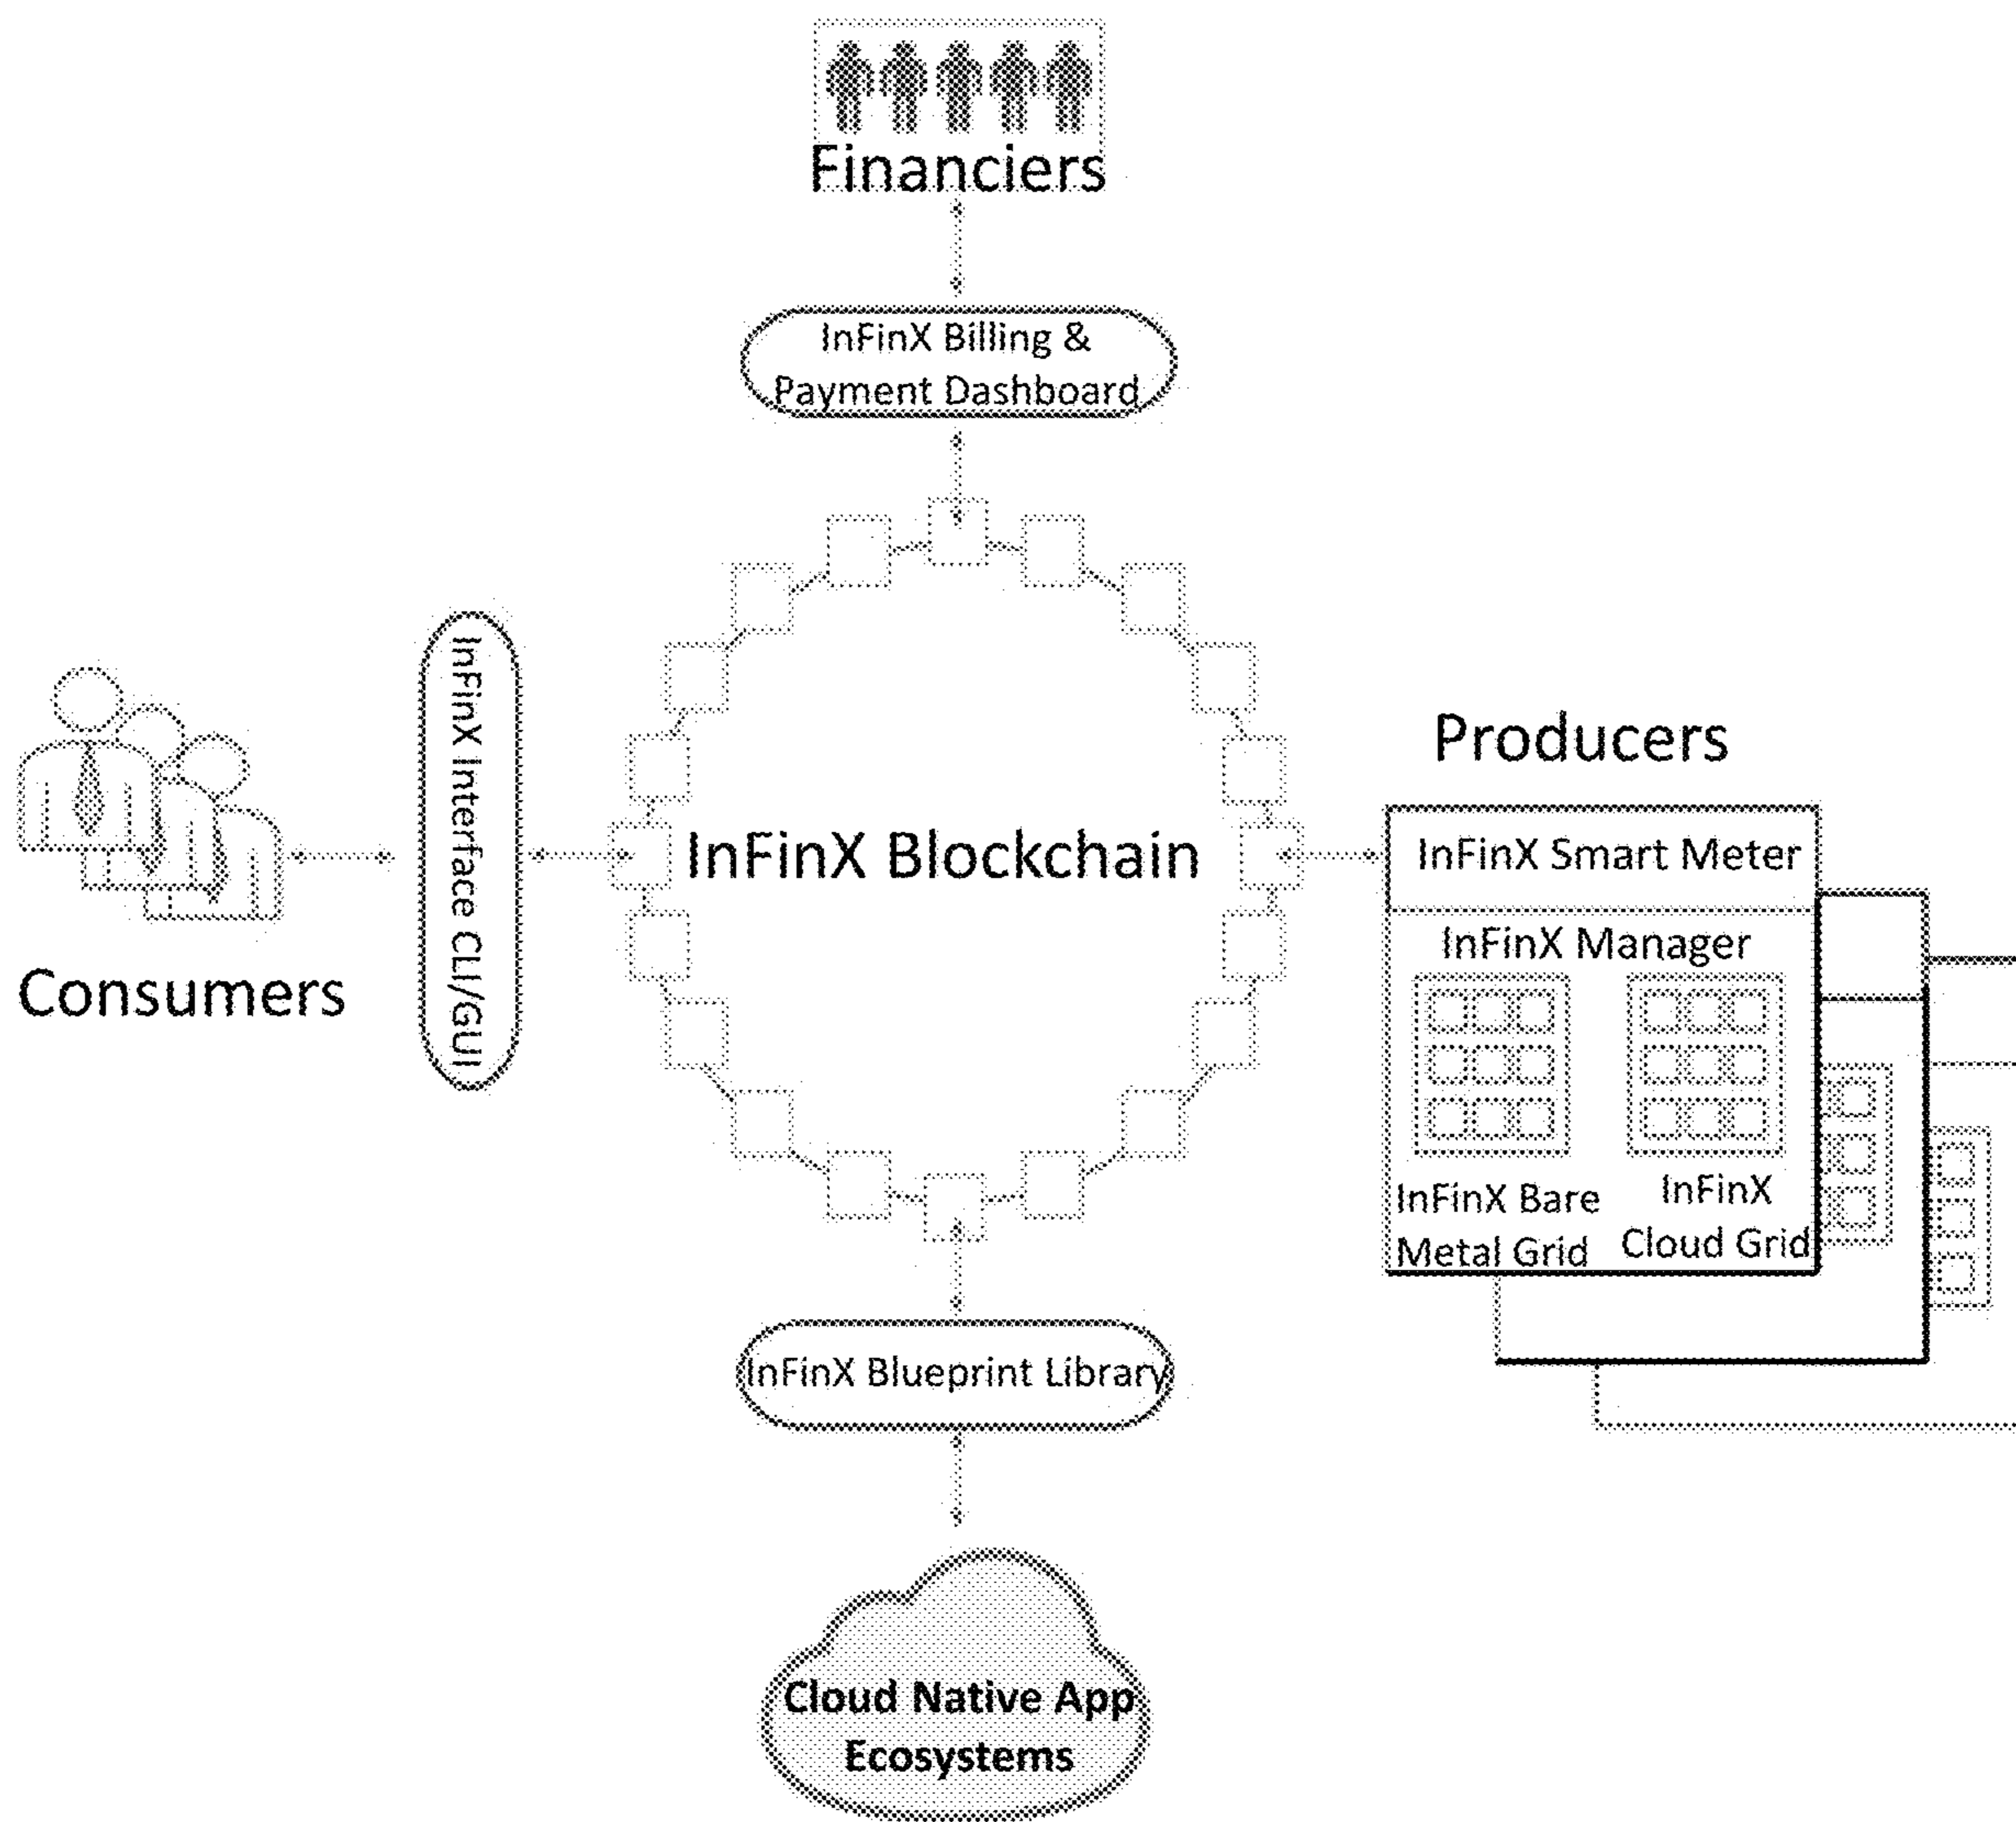 Financiers
InFinX Billing &
Payment Dashboard
InFinX Interface CLI/GUI
Consumers
InFinX Blockchain
Producers
InFinX Smart Meter
InFinX Manager
InFinX Bare
Metal Grid
InFinX
Cloud Grid
InFinX Blueprint Library
Cloud Native App
Ecosystems